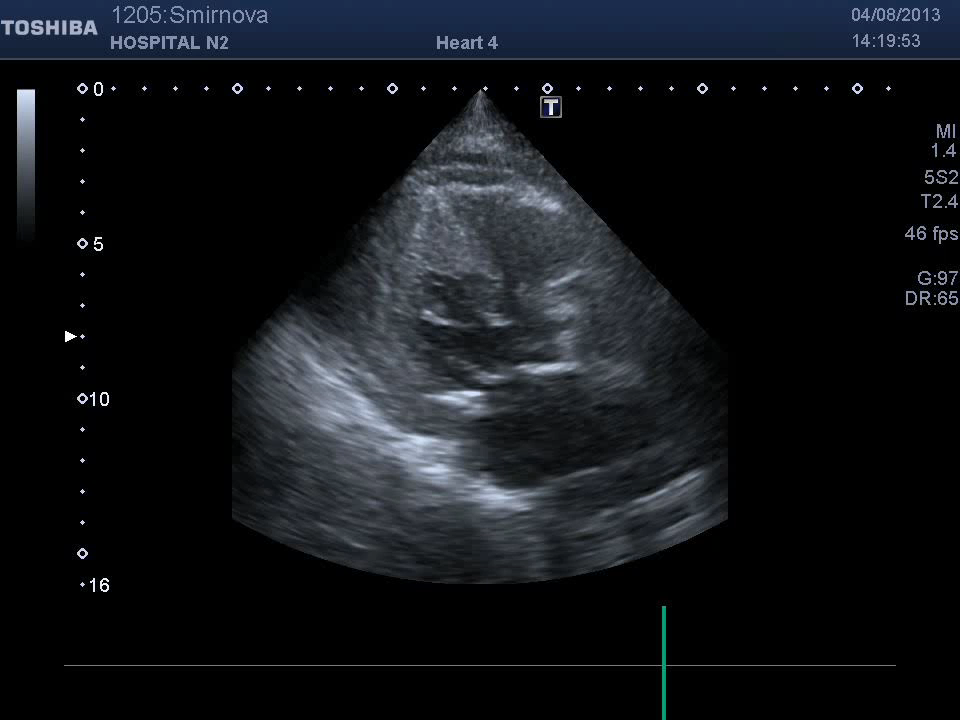 TOSHIBA
1205:Smirnova
HOSPITAL N2
Heart 4
04/08/2013
14:19:53
0
T
MI
1.4
5S2
T2.4
46 fps
5
G:97
DR:65
10
16